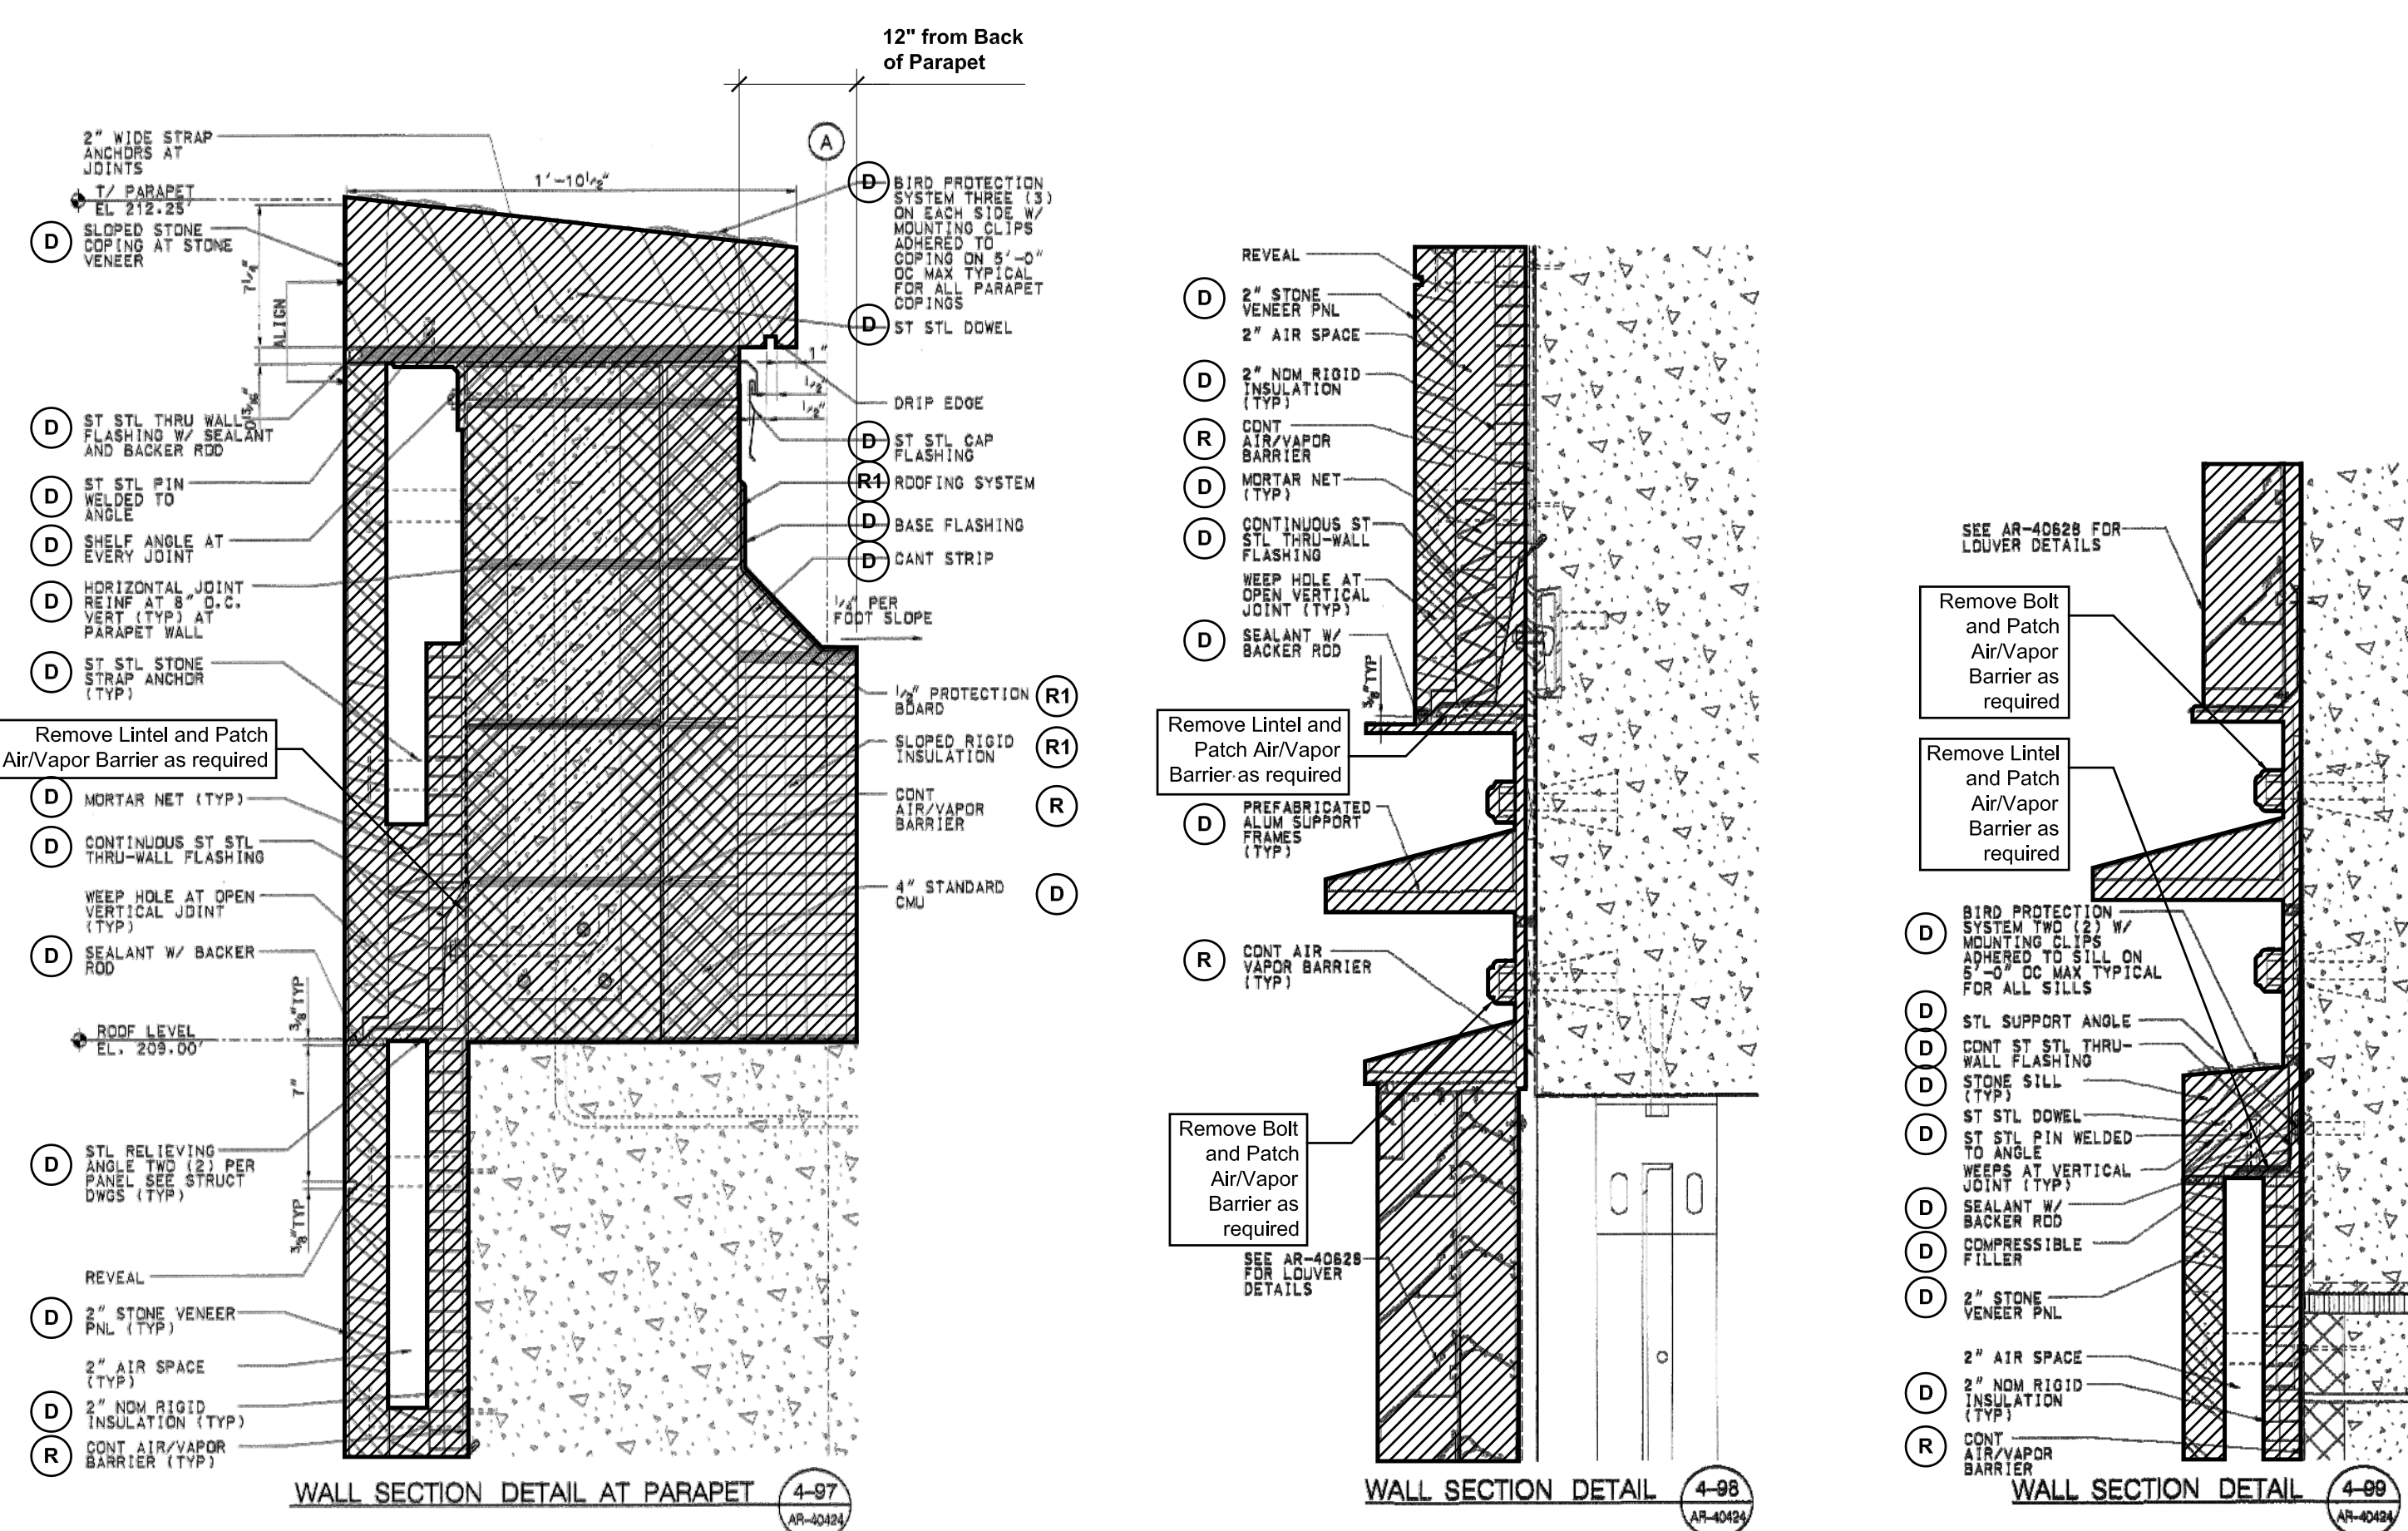 12" from Back
of Parapet
A
2" WIDE STRAP
ANCHORS AT
JOINTS
T/ PARAPET
EL 212.25'
1'-10 1/2"
D
SLOPED STONE
COPING AT STONE
VENEER
7 1/4"
ALIGN
D
ST STL THRU WALL
FLASHING W/ SEALANT
AND BACKER ROD
D
ST STL PIN
WELDED TO
ANGLE
D
SHELF ANGLE AT
EVERY JOINT
D
HORIZONTAL JOINT
REINF AT 8" O.C.
VERT (TYP) AT
PARAPET WALL
D
ST STL STONE
STRAP ANCHOR
(TYP)
Remove Lintel and Patch
Air/Vapor Barrier as required
D
MORTAR NET (TYP)
D
CONTINUOUS ST STL
THRU-WALL FLASHING
WEEP HOLE AT OPEN
VERTICAL JOINT
(TYP)
D
SEALANT W/ BACKER
ROD
3/8"TYP
ROOF LEVEL
EL. 209.00'
7"
D
STL RELIEVING
ANGLE TWO (2) PER
PANEL SEE STRUCT
DWGS (TYP)
3/8"TYP
REVEAL
D
2" STONE VENEER
PNL (TYP)
2" AIR SPACE
(TYP)
D
2" NOM RIGID
INSULATION (TYP)
R
CONT AIR/VAPOR
BARRIER (TYP)
D
BIRD PROTECTION
SYSTEM THREE (3)
ON EACH SIDE W/
MOUNTING CLIPS
ADHERED TO
COPING ON 5'-0"
OC MAX TYPICAL
FOR ALL PARAPET
COPINGS
D
ST STL DOWEL
1"
1/2"
1/2"
DRIP EDGE
D
ST STL CAP
FLASHING
R1
ROOFING SYSTEM
D
BASE FLASHING
D
CANT STRIP
1/4" PER
FOOT SLOPE
1/2" PROTECTION
BOARD
R1
SLOPED RIGID
INSULATION
R1
CONT
AIR/VAPOR
BARRIER
R
4" STANDARD
CMU
D
WALL SECTION DETAIL AT PARAPET
4-97
AR-40424
REVEAL
D
2" STONE
VENEER PNL
2" AIR SPACE
D
2" NOM RIGID
INSULATION
(TYP)
R
CONT
AIR/VAPOR
BARRIER
D
MORTAR NET
(TYP)
D
CONTINUOUS ST
STL THRU-WALL
FLASHING
WEEP HOLE AT
OPEN VERTICAL
JOINT (TYP)
D
SEALANT W/
BACKER ROD
3/8"TYP
Remove Lintel and
Patch Air/Vapor
Barrier as required
D
PREFABRICATED
ALUM SUPPORT
FRAMES
(TYP)
R
CONT AIR
VAPOR BARRIER
(TYP)
Remove Bolt
and Patch
Air/Vapor
Barrier as
required
SEE AR-40628
FOR LOUVER
DETAILS
WALL SECTION DETAIL
4-98
AR-40424
SEE AR-40628 FOR
LOUVER DETAILS
Remove Bolt
and Patch
Air/Vapor
Barrier as
required
Remove Lintel
and Patch
Air/Vapor
Barrier as
required
D
BIRD PROTECTION
SYSTEM TWO (2) W/
MOUNTING CLIPS
ADHERED TO SILL ON
5'-0" OC MAX TYPICAL
FOR ALL SILLS
D
STL SUPPORT ANGLE
D
CONT ST STL THRU-
WALL FLASHING
D
STONE SILL
(TYP)
ST STL DOWEL
D
ST STL PIN WELDED
TO ANGLE
WEEPS AT VERTICAL
JOINT (TYP)
D
SEALANT W/
BACKER ROD
D
COMPRESSIBLE
FILLER
D
2" STONE
VENEER PNL
2" AIR SPACE
D
2" NOM RIGID
INSULATION
(TYP)
R
CONT
AIR/VAPOR
BARRIER
WALL SECTION DETAIL
4-99
AR-40424